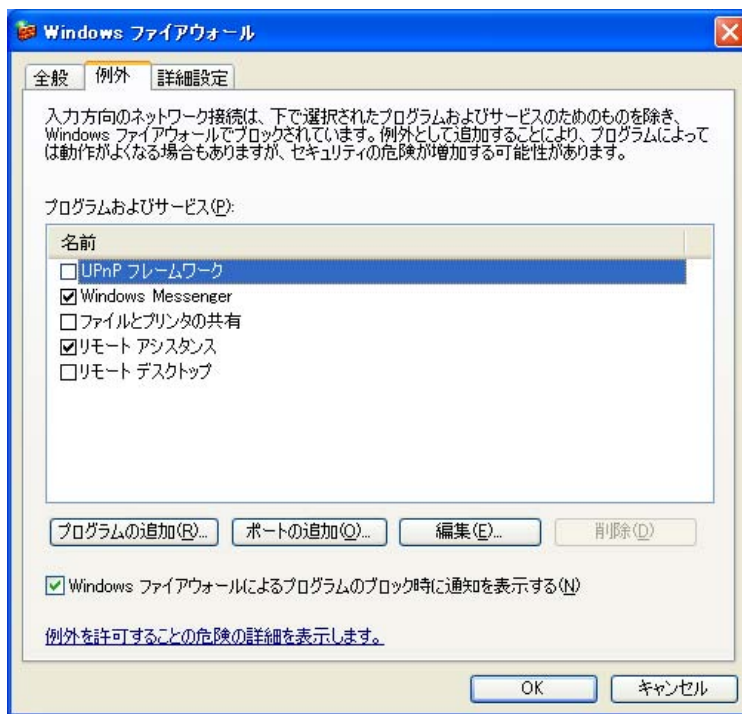 Windows ファイアウォール
全般 例外 詳細設定
入力方向のネットワーク接続は、下で選択されたプログラムおよびサービスのためのものを除き、
Windows ファイアウォールでブロックされています。例外として追加することにより、プログラムによって
は動作がよくなる場合もありますが、セキュリティの危険が増加する可能性があります。
プログラムおよびサービス(P):
名前
UPnP フレームワーク
Windows Messenger
ファイルとプリンタの共有
リモート アシスタンス
リモート デスクトップ
プログラムの追加(R)... ポートの追加(O)... 編集(E)... 削除(D)
Windows ファイアウォールによるプログラムのブロック時に通知を表示する(N)
例外を許可することの危険の詳細を表示します。
OK キャンセル